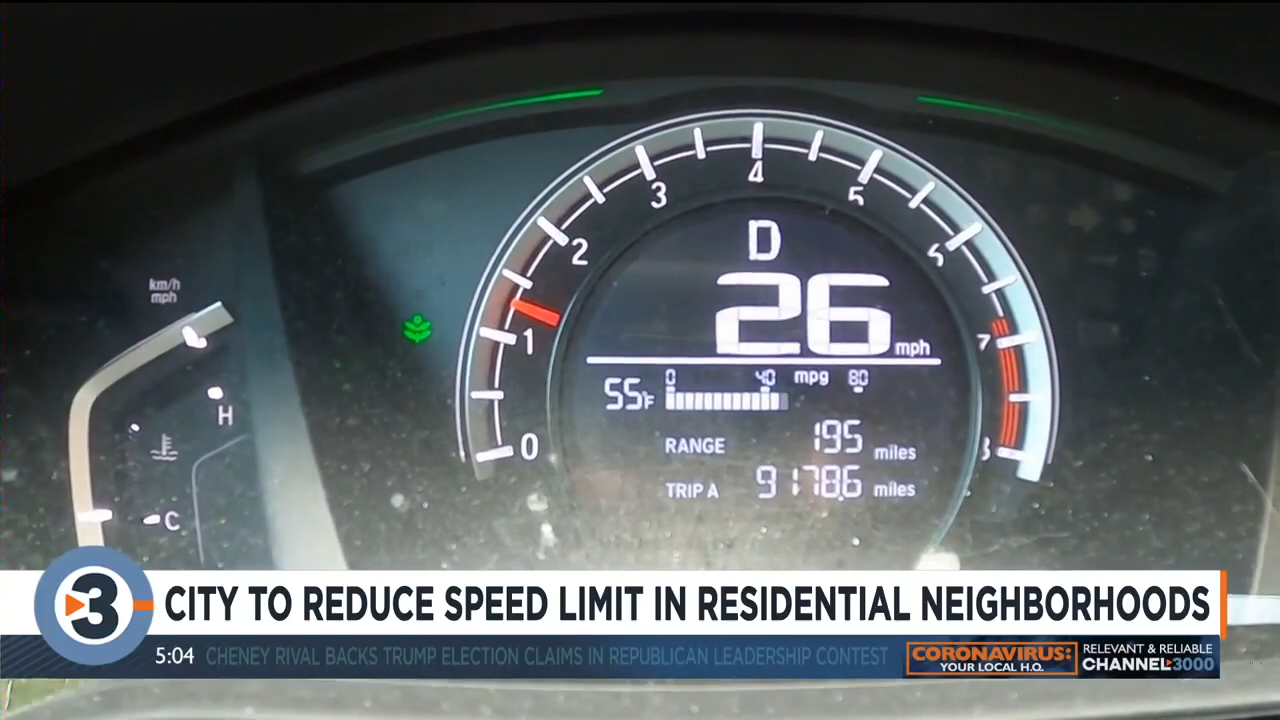 km/h
mph
H
C
0
1
2
3
4
5
7
8
D
26 mph
55°F
0 40 mpg 80
RANGE 195 miles
TRIP A 9178.6 miles
3 CITY TO REDUCE SPEED LIMIT IN RESIDENTIAL NEIGHBORHOODS
5:04 CHENEY RIVAL BACKS TRUMP ELECTION CLAIMS IN REPUBLICAN LEADERSHIP CONTEST
CORONAVIRUS:
YOUR LOCAL H.Q.
RELEVANT & RELIABLE
CHANNEL3000